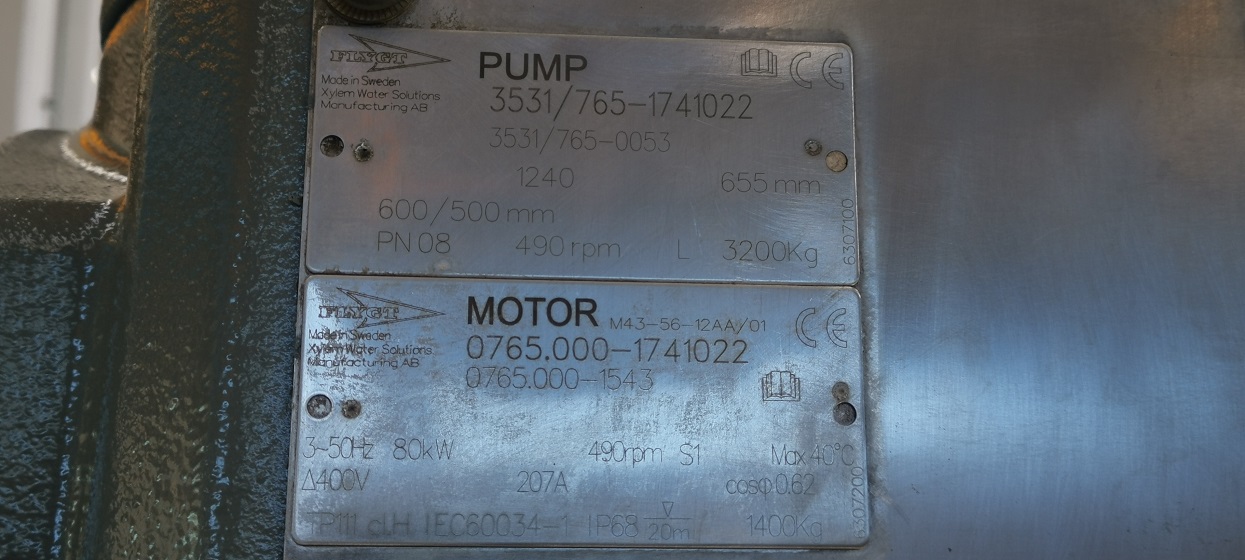 FLYGT
Made in Sweden
Xylem Water Solutions
Manufacturing AB
PUMP
3531/765-1741022
3531/765-0053
1240 655 mm
600/500 mm
PN 08 490 rpm L 3200Kg
6307100
CE
FLYGT
Made in Sweden
Xylem Water Solutions
Manufacturing AB
MOTOR M43-56-12AA/01
0765.000-1741022
0765.000-1543
CE
3~50Hz 80kW 490rpm S1 Max 40°C
Δ400V 207A cosφ0.62
TP111 cl.H IEC60034-1 IP68 ▽/20m 1400Kg
6307200